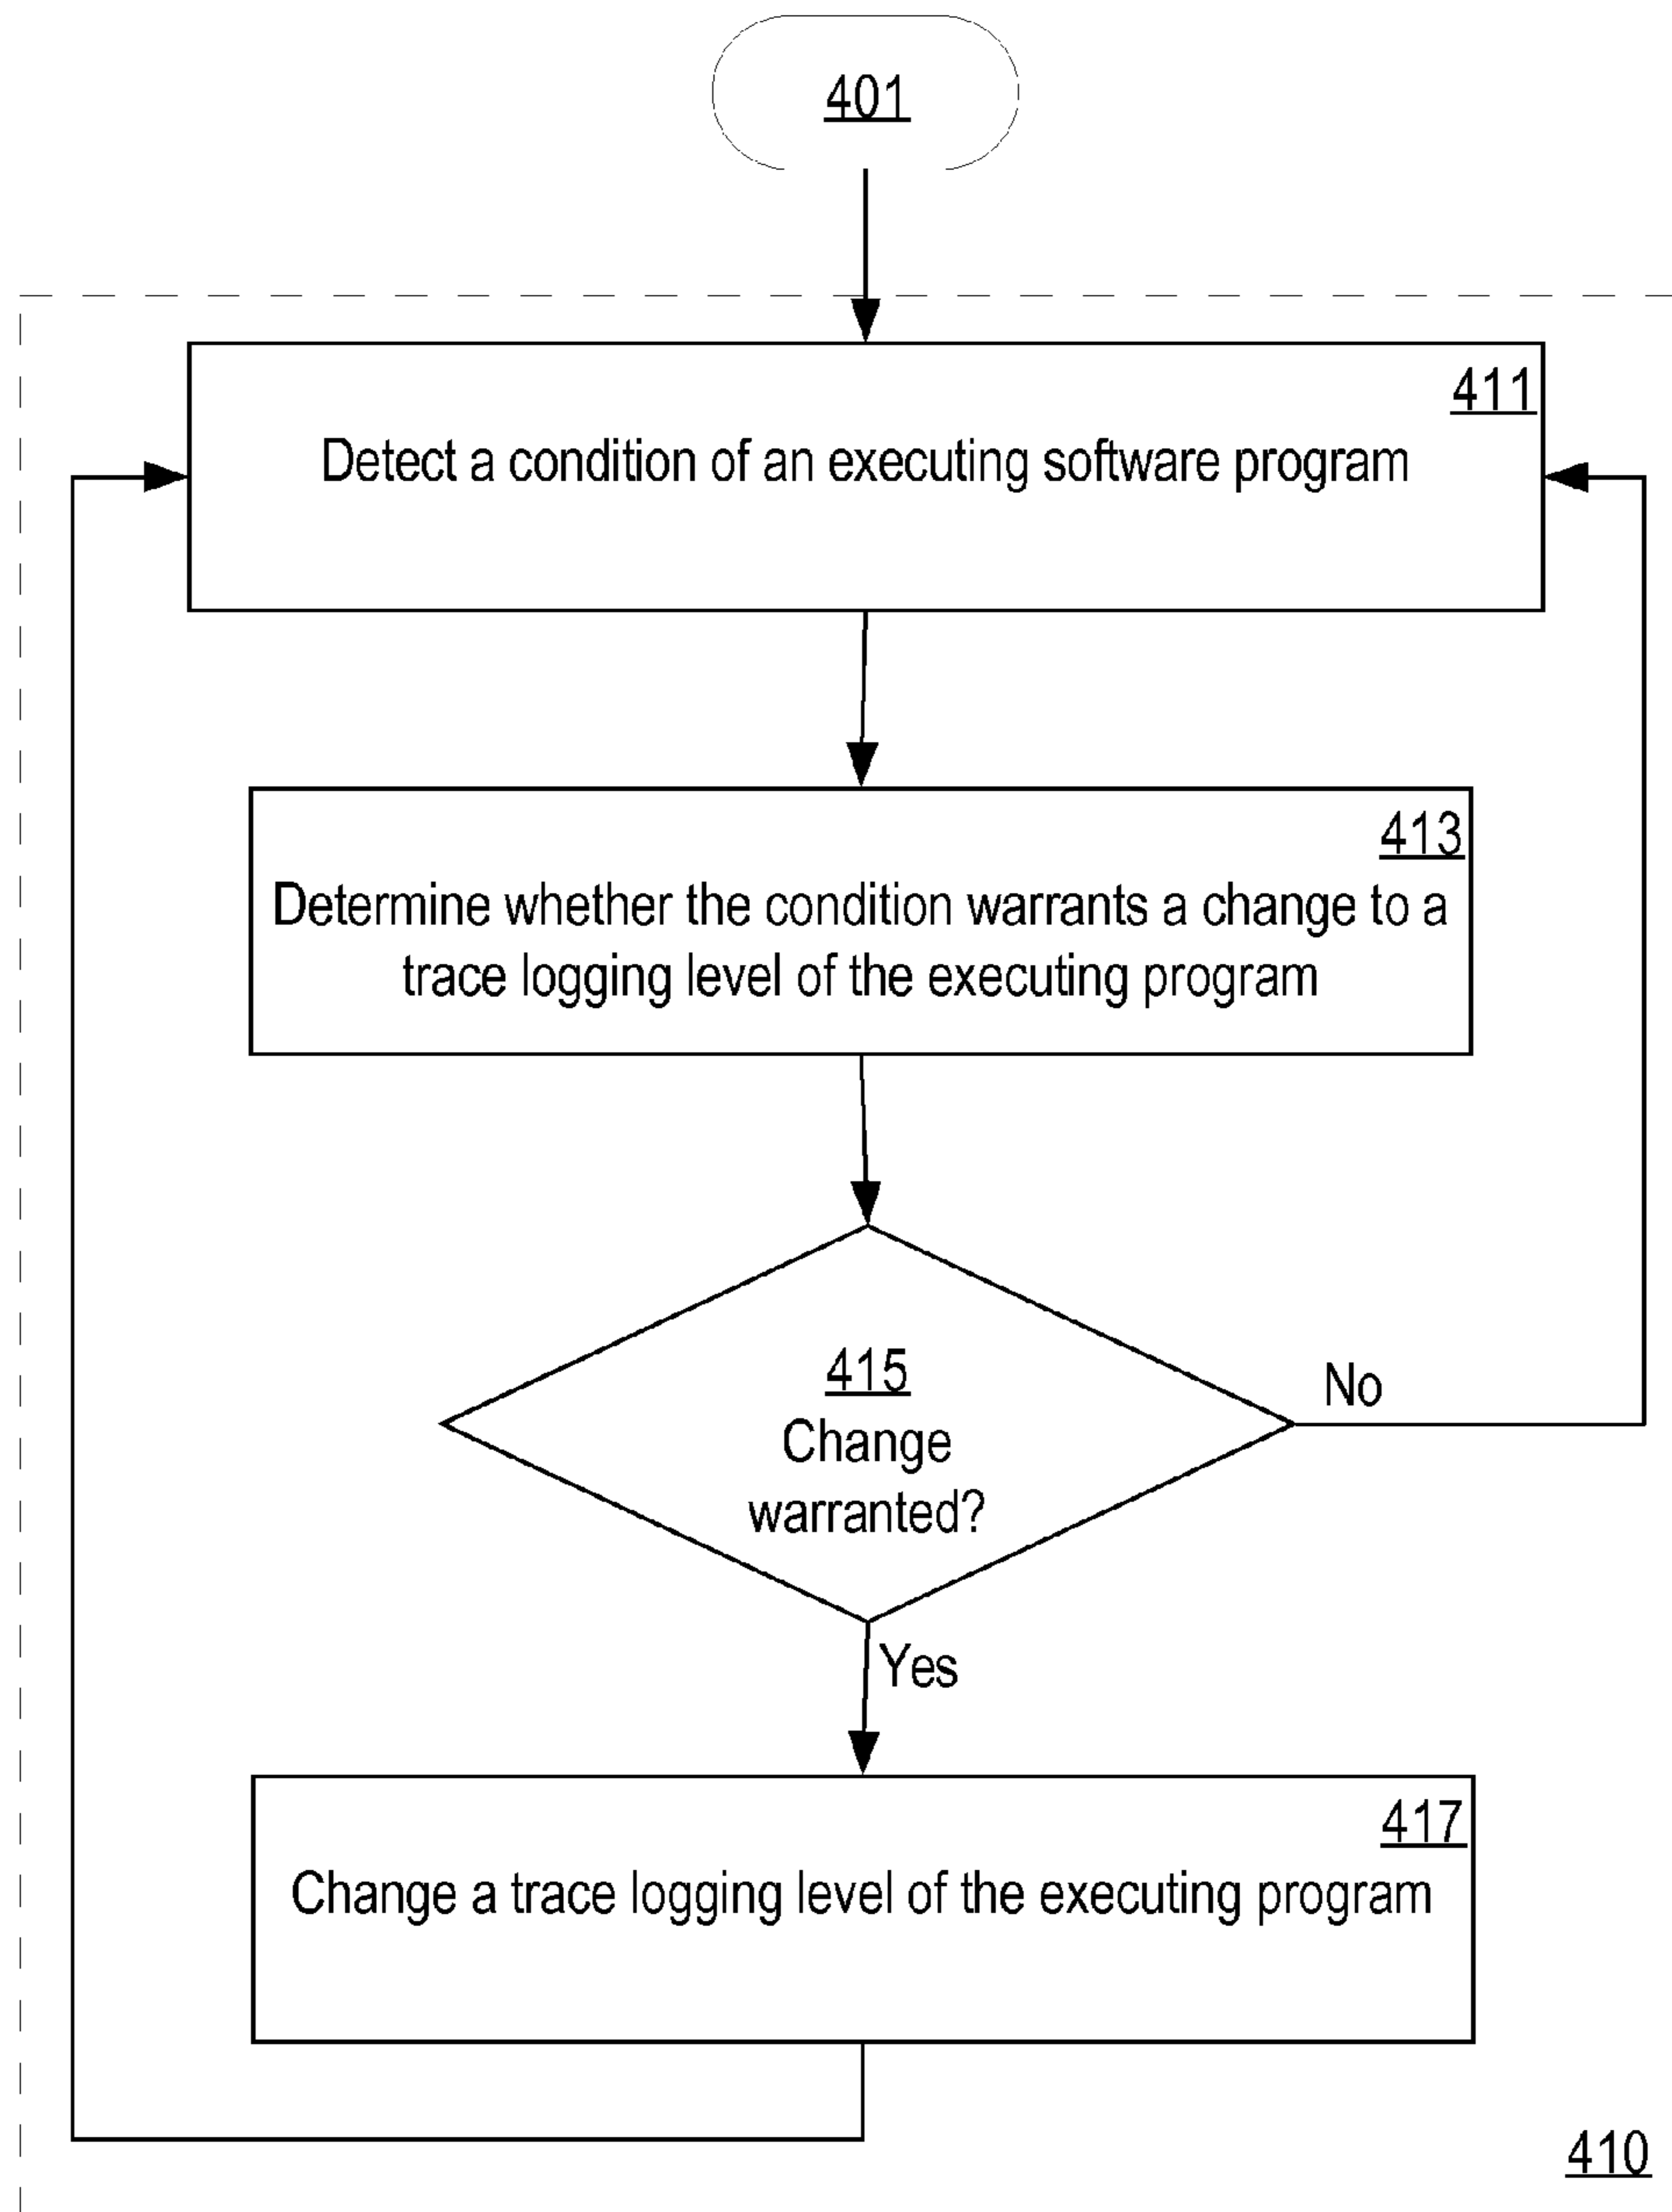 401
411
Detect a condition of an executing software program
413
Determine whether the condition warrants a change to a
trace logging level of the executing program
415
Change
warranted?
No
Yes
417
Change a trace logging level of the executing program
410